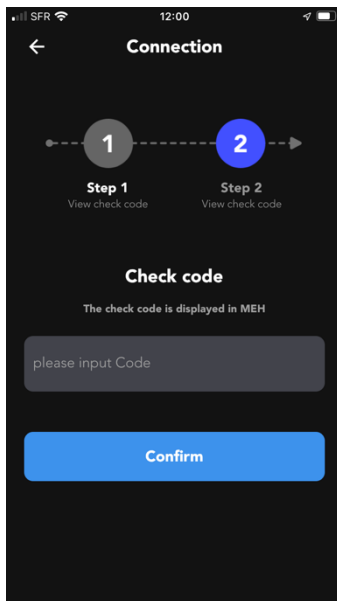 SFR 12:00
Connection
1 2
Step 1 Step 2
View check code View check code
Check code
The check code is displayed in MEH
please input Code
Confirm